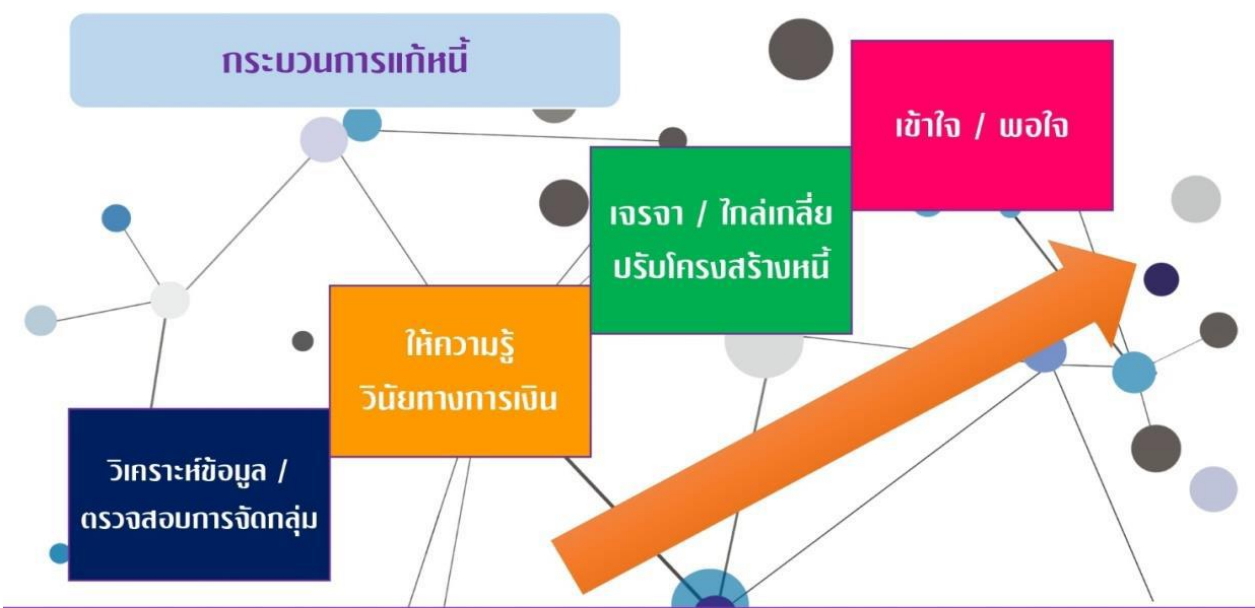 กระบวนการแก้หนี้
เข้าใจ / พอใจ
เจรจา / ไกล่เกลี่ย
ปรับโครงสร้างหนี้
ให้ความรู้
วินัยทางการเงิน
วิเคราะห์ข้อมูล /
ตรวจสอบการจัดกลุ่ม